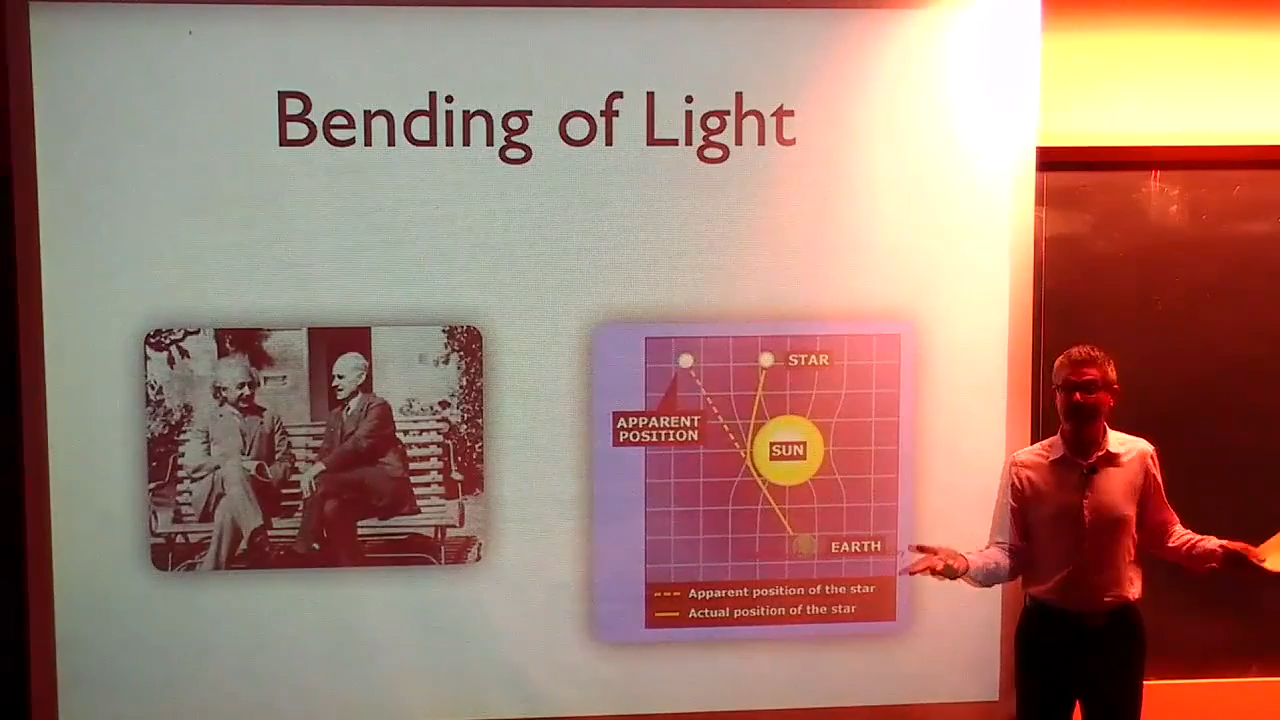 Bending of Light
STAR
APPARENT
POSITION
SUN
EARTH
Apparent position of the star
Actual position of the star